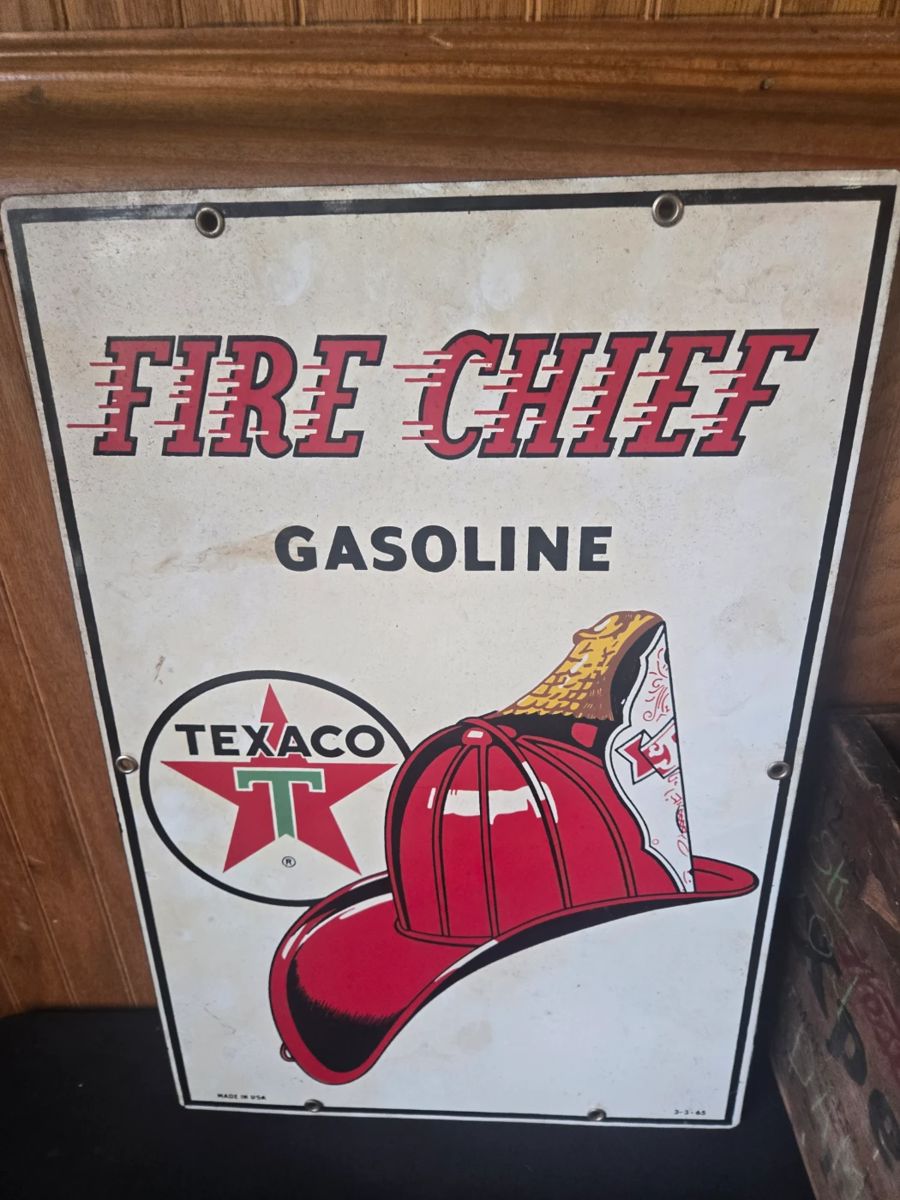 FIRE CHIEF
GASOLINE
TEXACO
T
®
MADE IN USA
3-3-65